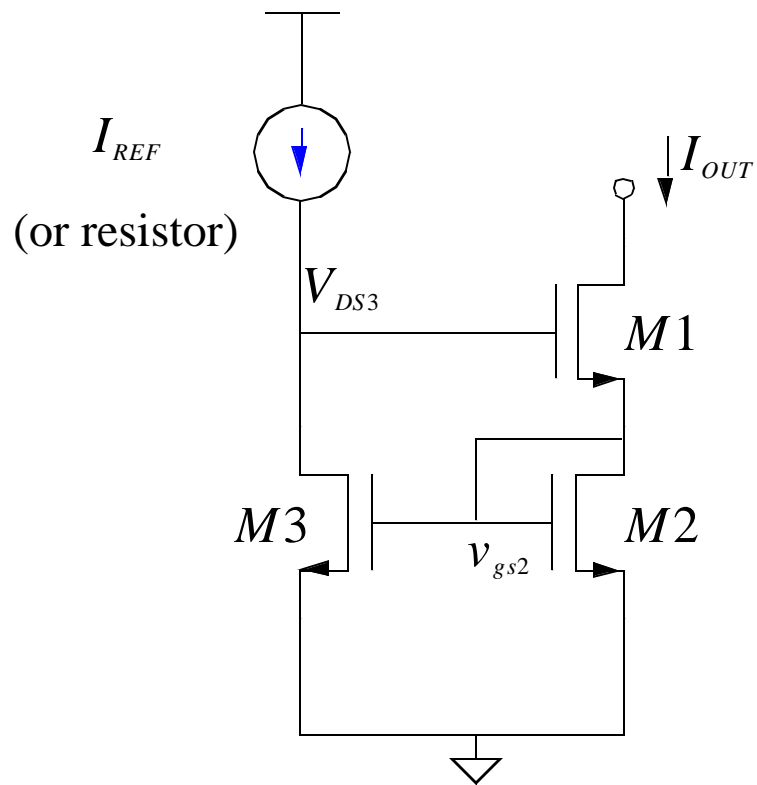 I_REF
(or resistor)
I_OUT
V_DS3
M1
M3
M2
v_gs2